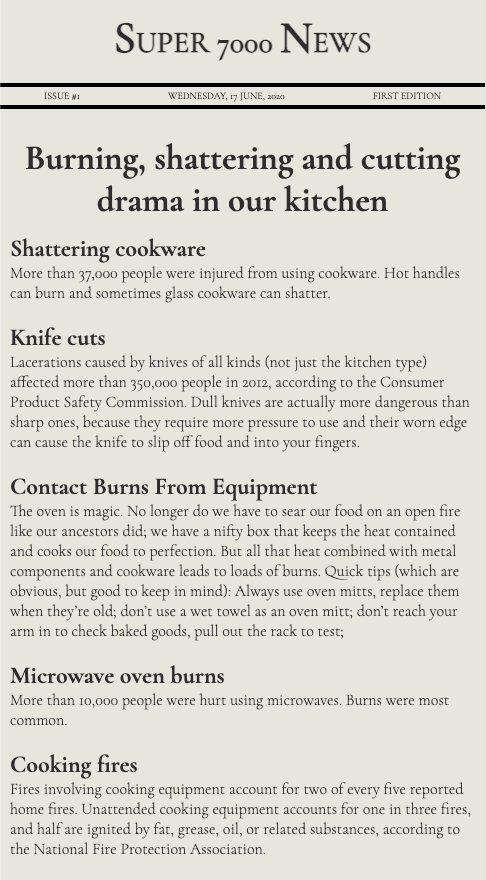 Super 7000 News
ISSUE #1 WEDNESDAY, 17 JUNE, 2020 FIRST EDITION
Burning, shattering and cutting
drama in our kitchen
Shattering cookware
More than 37,000 people were injured from using cookware. Hot handles
can burn and sometimes glass cookware can shatter.
Knife cuts
Lacerations caused by knives of all kinds (not just the kitchen type)
affected more than 350,000 people in 2012, according to the Consumer
Product Safety Commission. Dull knives are actually more dangerous than
sharp ones, because they require more pressure to use and their worn edge
can cause the knife to slip off food and into your fingers.
Contact Burns From Equipment
The oven is magic. No longer do we have to sear our food on an open fire
like our ancestors did; we have a nifty box that keeps the heat contained
and cooks our food to perfection. But all that heat combined with metal
components and cookware leads to loads of burns. Quick tips (which are
obvious, but good to keep in mind): Always use oven mitts, replace them
when they're old; don't use a wet towel as an oven mitt; don't reach your
arm in to check baked goods, pull out the rack to test;
Microwave oven burns
More than 10,000 people were hurt using microwaves. Burns were most
common.
Cooking fires
Fires involving cooking equipment account for two of every five reported
home fires. Unattended cooking equipment accounts for one in three fires,
and half are ignited by fat, grease, oil, or related substances, according to
the National Fire Protection Association.